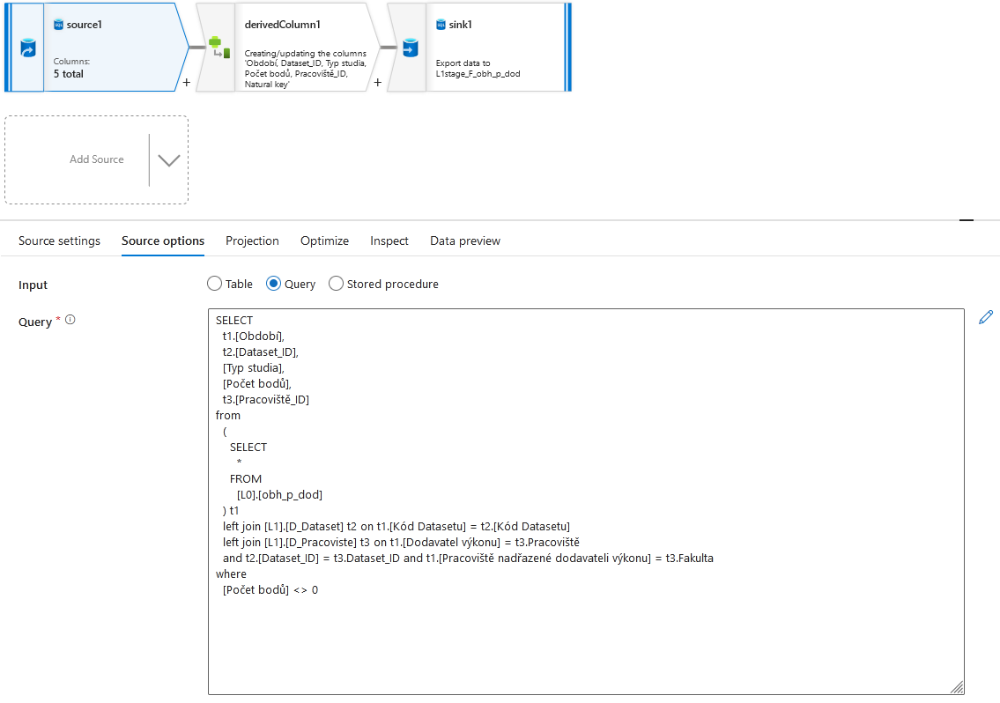 source1
Columns:
5 total
+
derivedColumn1
Creating/updating the columns
'Období, Dataset_ID, Typ studia,
Počet bodů, Pracoviště_ID,
Natural key'
+
sink1
Export data to
L1stage_F_obh_p_dod
Add Source
Source settings
Source options
Projection
Optimize
Inspect
Data preview
Input
Table
Query
Stored procedure
Query *
SELECT
t1.[Období],
t2.[Dataset_ID],
[Typ studia],
[Počet bodů],
t3.[Pracoviště_ID]
from
(
SELECT
*
FROM
[L0].[obh_p_dod]
) t1
left join [L1].[D_Dataset] t2 on t1.[Kód Datasetu] = t2.[Kód Datasetu]
left join [L1].[D_Pracoviste] t3 on t1.[Dodavatel výkonu] = t3.Pracoviště
and t2.[Dataset_ID] = t3.Dataset_ID and t1.[Pracoviště nadřazené dodavateli výkonu] = t3.Fakulta
where
[Počet bodů] <> 0